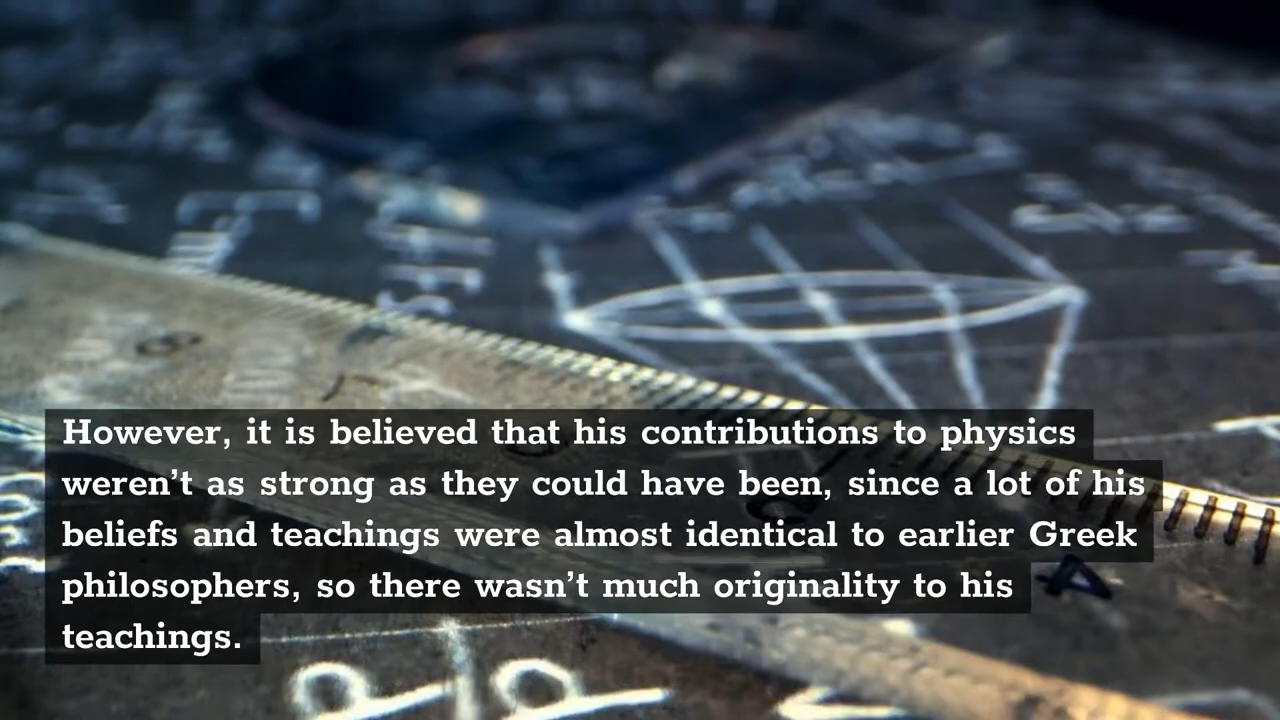 However, it is believed that his contributions to physics
weren’t as strong as they could have been, since a lot of his
beliefs and teachings were almost identical to earlier Greek
philosophers, so there wasn’t much originality to his
teachings.